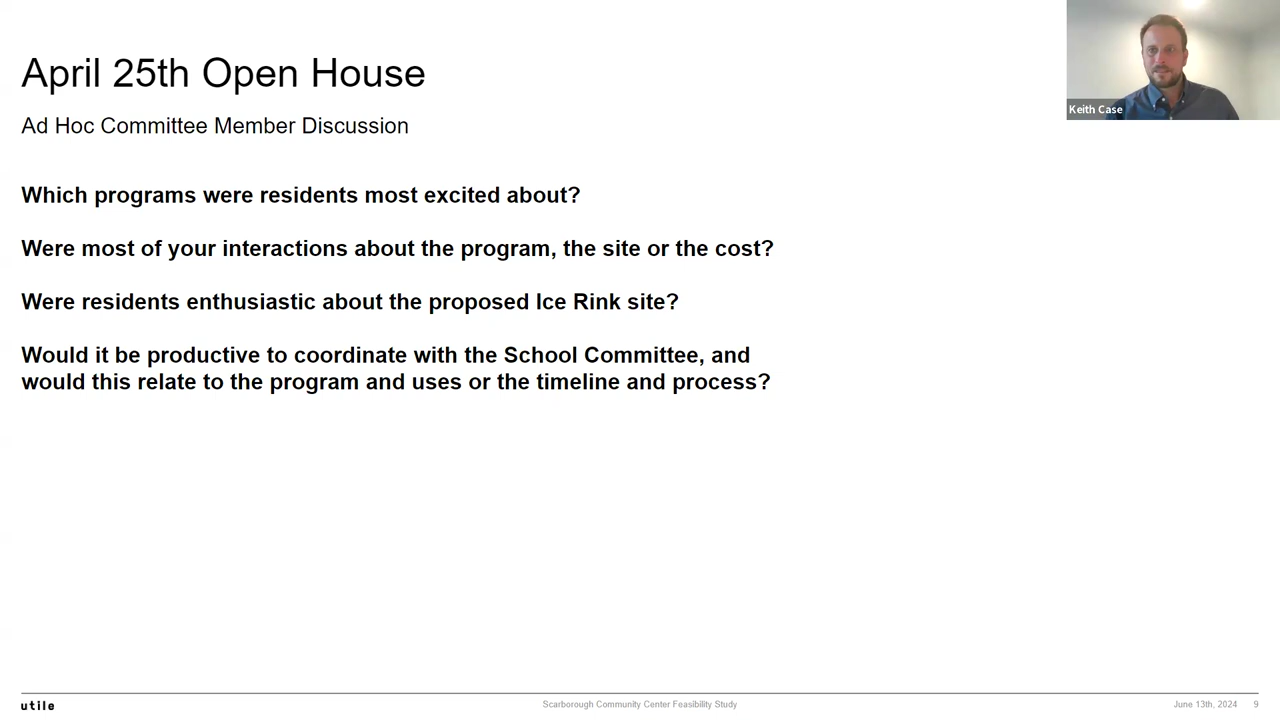 April 25th Open House
Keith Case
Ad Hoc Committee Member Discussion
Which programs were residents most excited about?
Were most of your interactions about the program, the site or the cost?
Were residents enthusiastic about the proposed Ice Rink site?
Would it be productive to coordinate with the School Committee, and
would this relate to the program and uses or the timeline and process?
utile
Scarborough Community Center Feasibility Study
June 13th, 2024 9